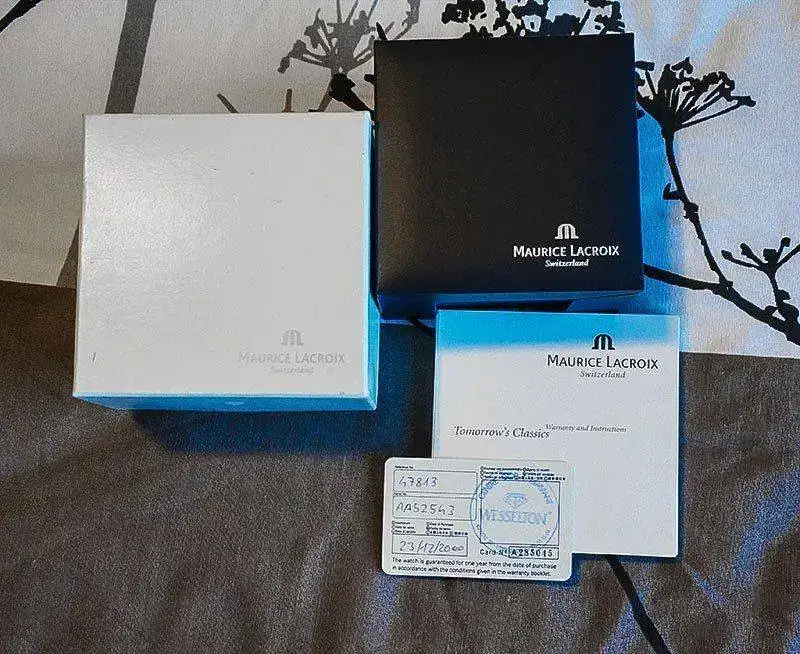 MAURICE LACROIX
Switzerland
MAURICE LACROIX
Switzerland
MAURICE LACROIX
Switzerland
Tomorrow's Classics Warranty and Instructions
47813
AA52543
WESSELTON
23/12/2000
Card Nº A235015
The watch is guaranteed for one year from the date of purchase
in accordance with the conditions given in the warranty booklet.